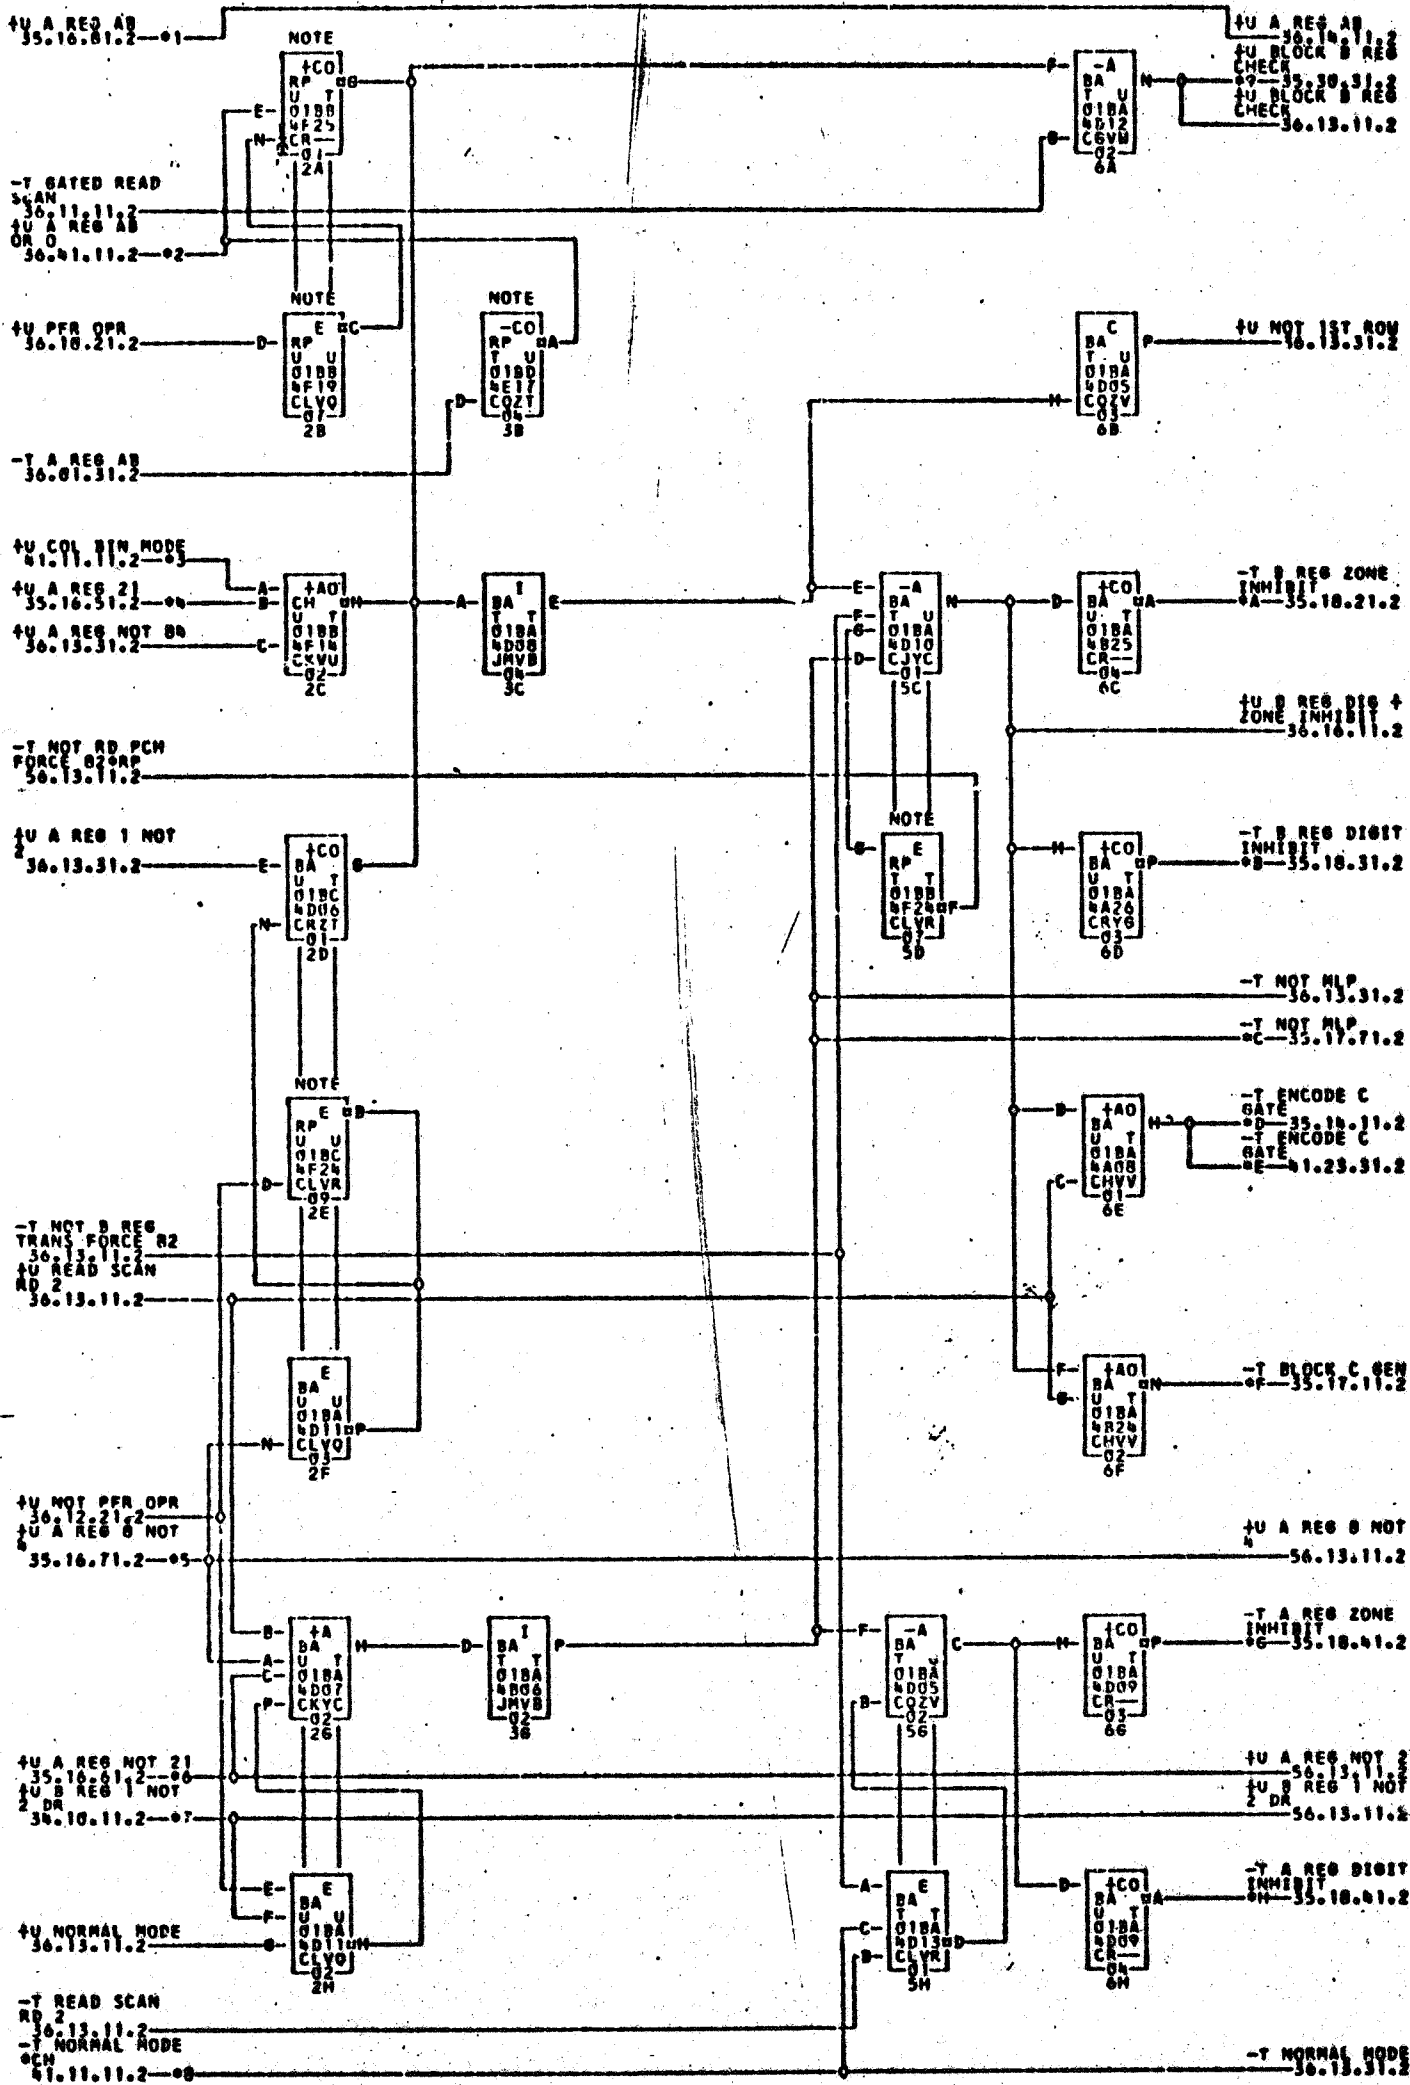 +U A REG AB
35.16.61.2—*1
NOTE
+CO
RP G
U T
01BB
4F25
CR--
01
2A
E
N
-T GATED READ
SCAN
36.11.11.2
+U A REG AB
OR 0
36.41.11.2—*2
F
G
-A
BA N
T U
01BA
4D12
CGVW
02
6A
+U A REG AB
36.14.11.2
+U BLOCK B REG
CHECK
*9—35.30.31.2
+U BLOCK B REG
CHECK
36.13.11.2
+U PFR OPR
36.10.21.2
D
NOTE
E C
RP
U U
01BB
4F19
CLVQ
07
2B
NOTE
-CO
RP A
T U
01BD
4E17
CQZT
04
3B
D
C
BA P
T U
01BA
4D05
CQZV
03
6B
H
+U NOT 1ST ROW
36.13.31.2
-T A REG AB
36.01.31.2
+U COL BIN MODE
41.11.11.2—*3
+U A REG 21
35.16.51.2—*4
+U A REG NOT 84
36.13.31.2
A
B
C
+AO
CH H
U T
01BB
4F14
CKVU
02
2C
A
I
BA E
T T
01BA
4D08
JMVB
04
3C
E
F
G
D
-A
BA N
T U
01BA
4D10
CJYC
01
5C
D
+CO
BA A
U T
01BA
4B25
CR--
04
6C
-T B REG ZONE
INHIBIT
*A—35.18.21.2
+U B REG DIG +
ZONE INHIBIT
36.16.11.2
-T NOT RD PCH
FORCE 82*RP
56.13.11.2
+U A REG 1 NOT
2
36.13.31.2
E
N
+CO
BA G
U T
01BC
4D06
CRZT
01
2D
NOTE
G
E
RP
T T
01BB
4F24 F
CLVR
07
5D
H
+CO
BA P
U T
01BA
4A26
CRYG
03
6D
-T B REG DIGIT
INHIBIT
*B—35.18.31.2
-T NOT MLP
36.13.31.2
-T NOT MLP
*C—35.17.71.2
NOTE
E B
RP
U U
01BC
4F24
CLVR
09
2E
D
B
C
+AO
BA H
U T
01BA
4A08
CHVV
01
6E
-T ENCODE C
GATE
*D—35.14.11.2
-T ENCODE C
GATE
*E—41.23.31.2
-T NOT B REG
TRANS FORCE 82
36.13.11.2
+U READ SCAN
RD 2
36.13.11.2
N
E
BA
U U
01BA
4D11 P
CLVQ
03
2F
F
G
+AO
BA N
U T
01BA
4B24
CHVV
02
6F
-T BLOCK C GEN
*F—35.17.11.2
+U NOT PFR OPR
36.12.21.2
+U A REG 8 NOT
4
35.16.71.2—*5
+U A REG 8 NOT
4
56.13.11.2
B
A
C
P
+A
BA H
U T
01BA
4D07
CKYC
02
2G
D
I
BA P
T T
01BA
4B06
JMVB
02
3G
F
B
-A
BA C
T U
01BA
4D05
CQZV
02
5G
H
+CO
BA P
U T
01BA
4D09
CR--
03
6G
-T A REG ZONE
INHIBIT
*G—35.18.41.2
+U A REG NOT 21
35.16.61.2—*6
+U B REG 1 NOT
2 DR
34.10.11.2—*7
+U A REG NOT 2
56.13.11.2
+U B REG 1 NOT
2 DR
56.13.11.2
E
F
G
E
BA
U U
01BA
4D11 H
CLVQ
02
2H
+U NORMAL MODE
36.13.11.2
A
C
B
E
BA
T T
01BA
4D13 D
CLVR
01
5H
D
+CO
BA A
U T
01BA
4D09
CR--
04
6H
-T A REG DIGIT
INHIBIT
*H—35.18.41.2
-T READ SCAN
RD 2
36.13.11.2
-T NORMAL MODE
*CH
41.11.11.2—*8
-T NORMAL MODE
36.13.31.2